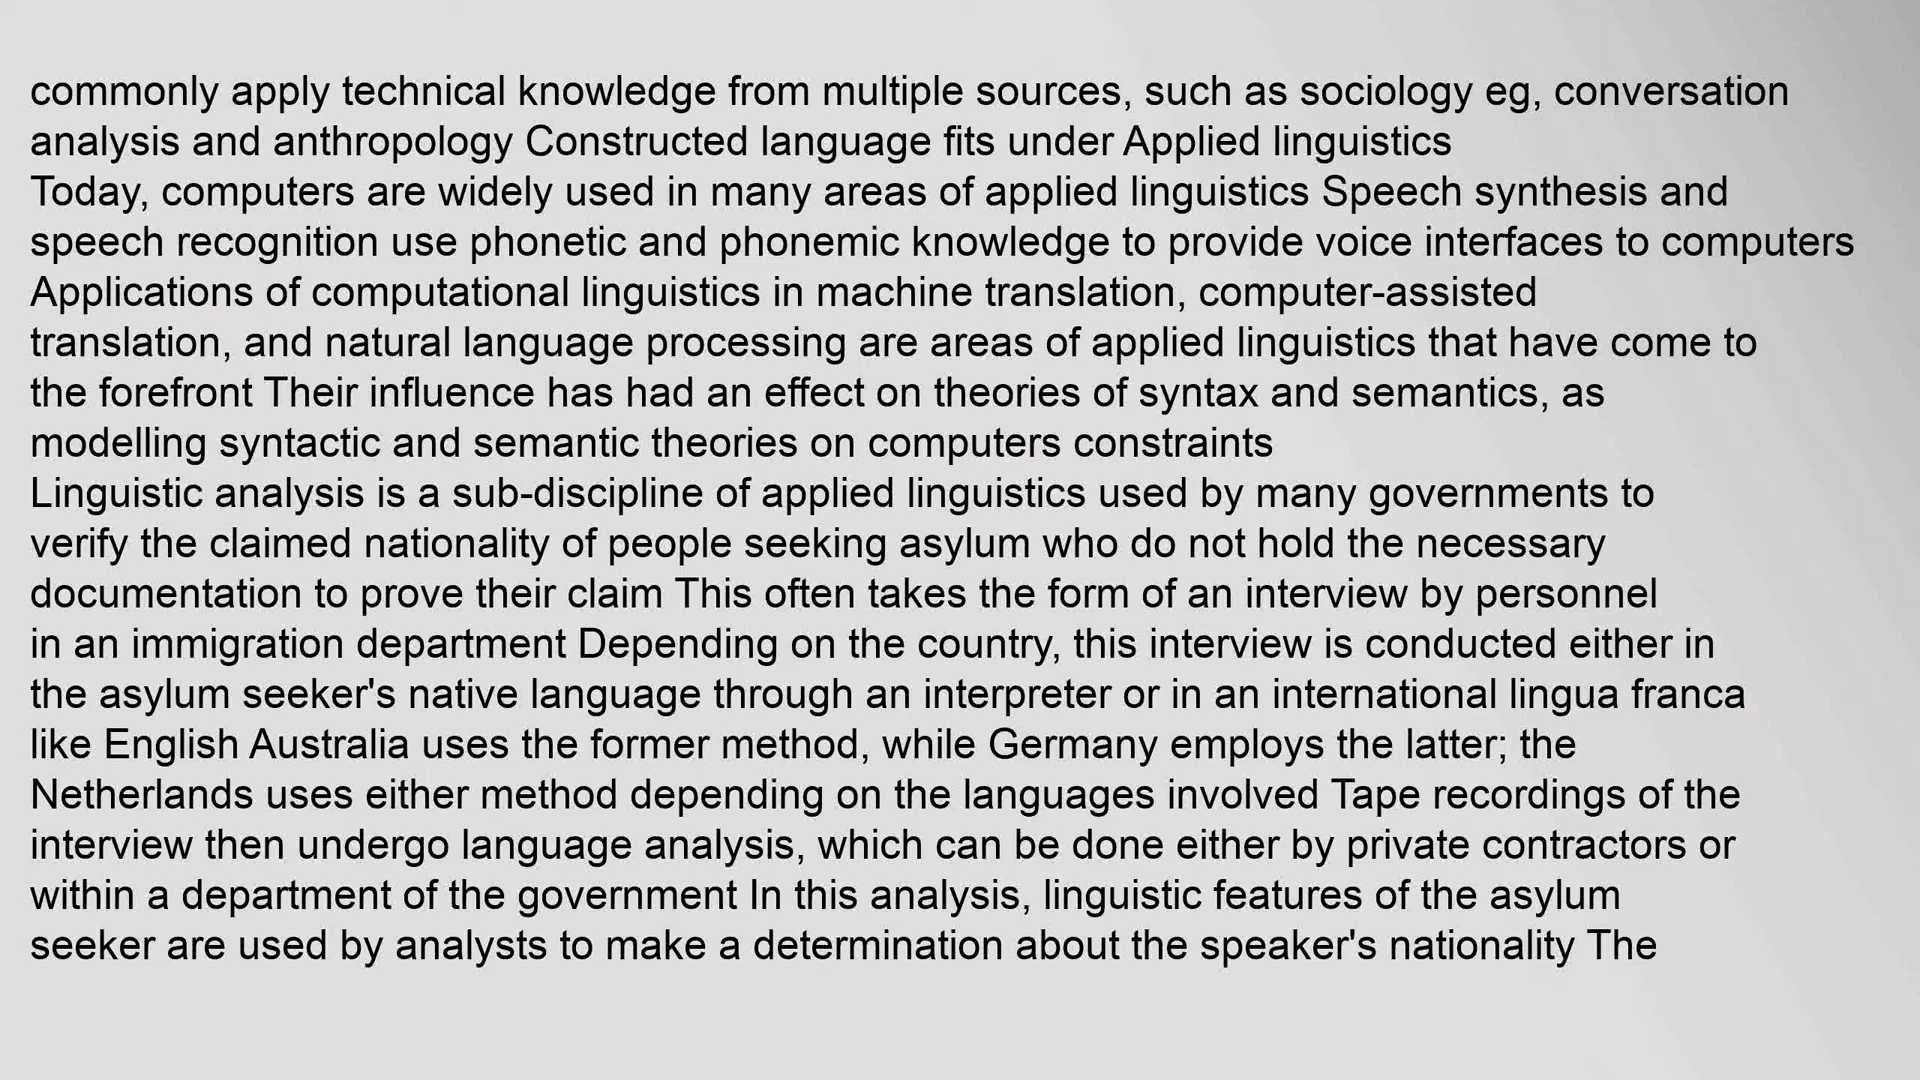 commonly apply technical knowledge from multiple sources, such as sociology eg, conversation
analysis and anthropology Constructed language fits under Applied linguistics
Today, computers are widely used in many areas of applied linguistics Speech synthesis and
speech recognition use phonetic and phonemic knowledge to provide voice interfaces to computers
Applications of computational linguistics in machine translation, computer-assisted
translation, and natural language processing are areas of applied linguistics that have come to
the forefront Their influence has had an effect on theories of syntax and semantics, as
modelling syntactic and semantic theories on computers constraints
Linguistic analysis is a sub-discipline of applied linguistics used by many governments to
verify the claimed nationality of people seeking asylum who do not hold the necessary
documentation to prove their claim This often takes the form of an interview by personnel
in an immigration department Depending on the country, this interview is conducted either in
the asylum seeker's native language through an interpreter or in an international lingua franca
like English Australia uses the former method, while Germany employs the latter; the
Netherlands uses either method depending on the languages involved Tape recordings of the
interview then undergo language analysis, which can be done either by private contractors or
within a department of the government In this analysis, linguistic features of the asylum
seeker are used by analysts to make a determination about the speaker's nationality The